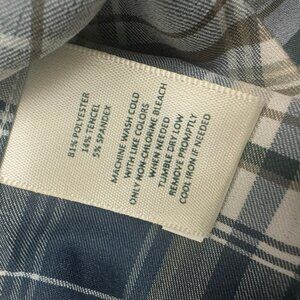 81% POLYESTER
14% TENCEL
5% SPANDEX
MACHINE WASH COLD
WITH LIKE COLORS
ONLY NON-CHLORINE BLEACH
WHEN NEEDED
TUMBLE DRY LOW
REMOVE PROMPTLY
COOL IRON IF NEEDED